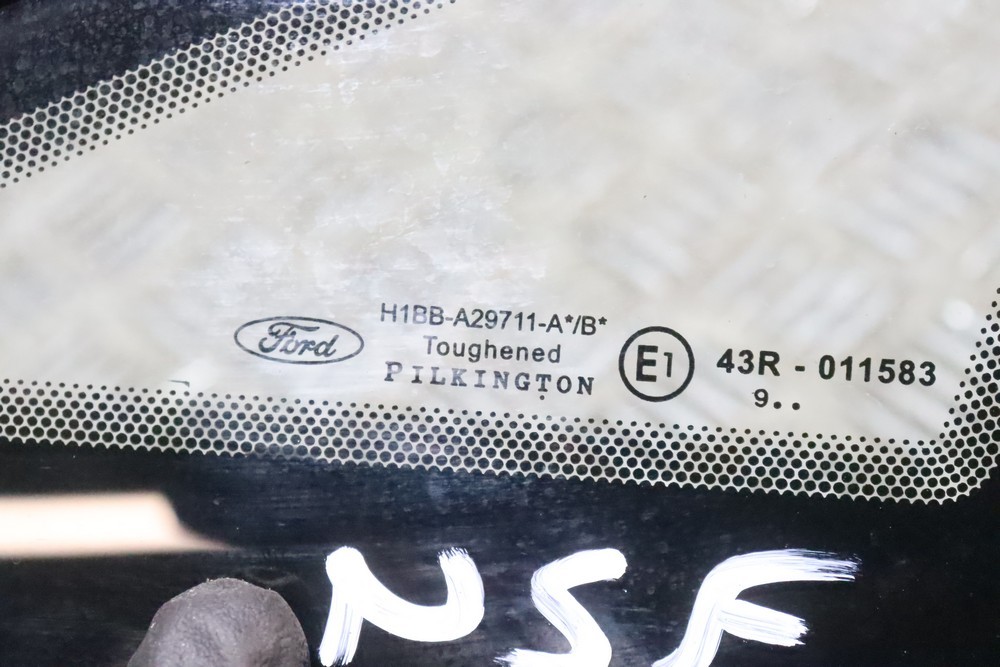 Ford
H1BB-A29711-A*/B*
Toughened
PILKINGTON
E1
43R - 011583
9..
NSF